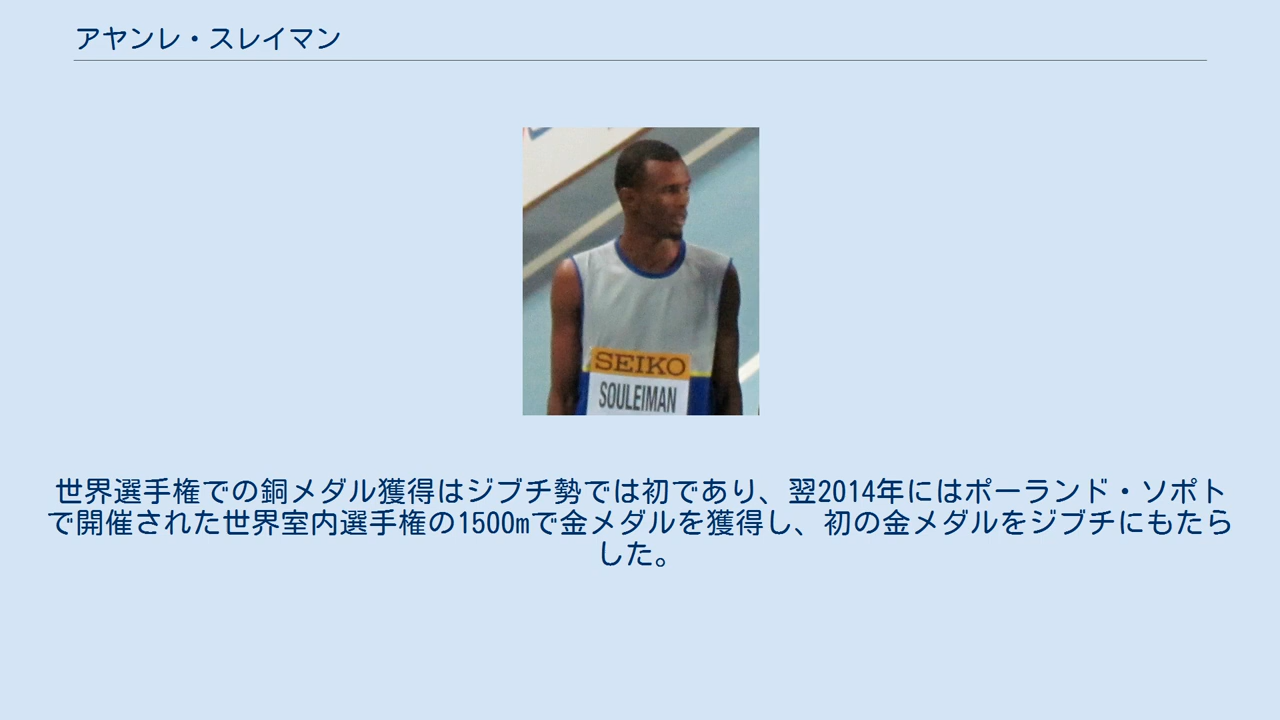 アヤンレ・スレイマン
SEIKO
SOULEIMAN
世界選手権での銅メダル獲得はジブチ勢では初であり、翌2014年にはポーランド・ソポト
で開催された世界室内選手権の1500mで金メダルを獲得し、初の金メダルをジブチにもたら
した。